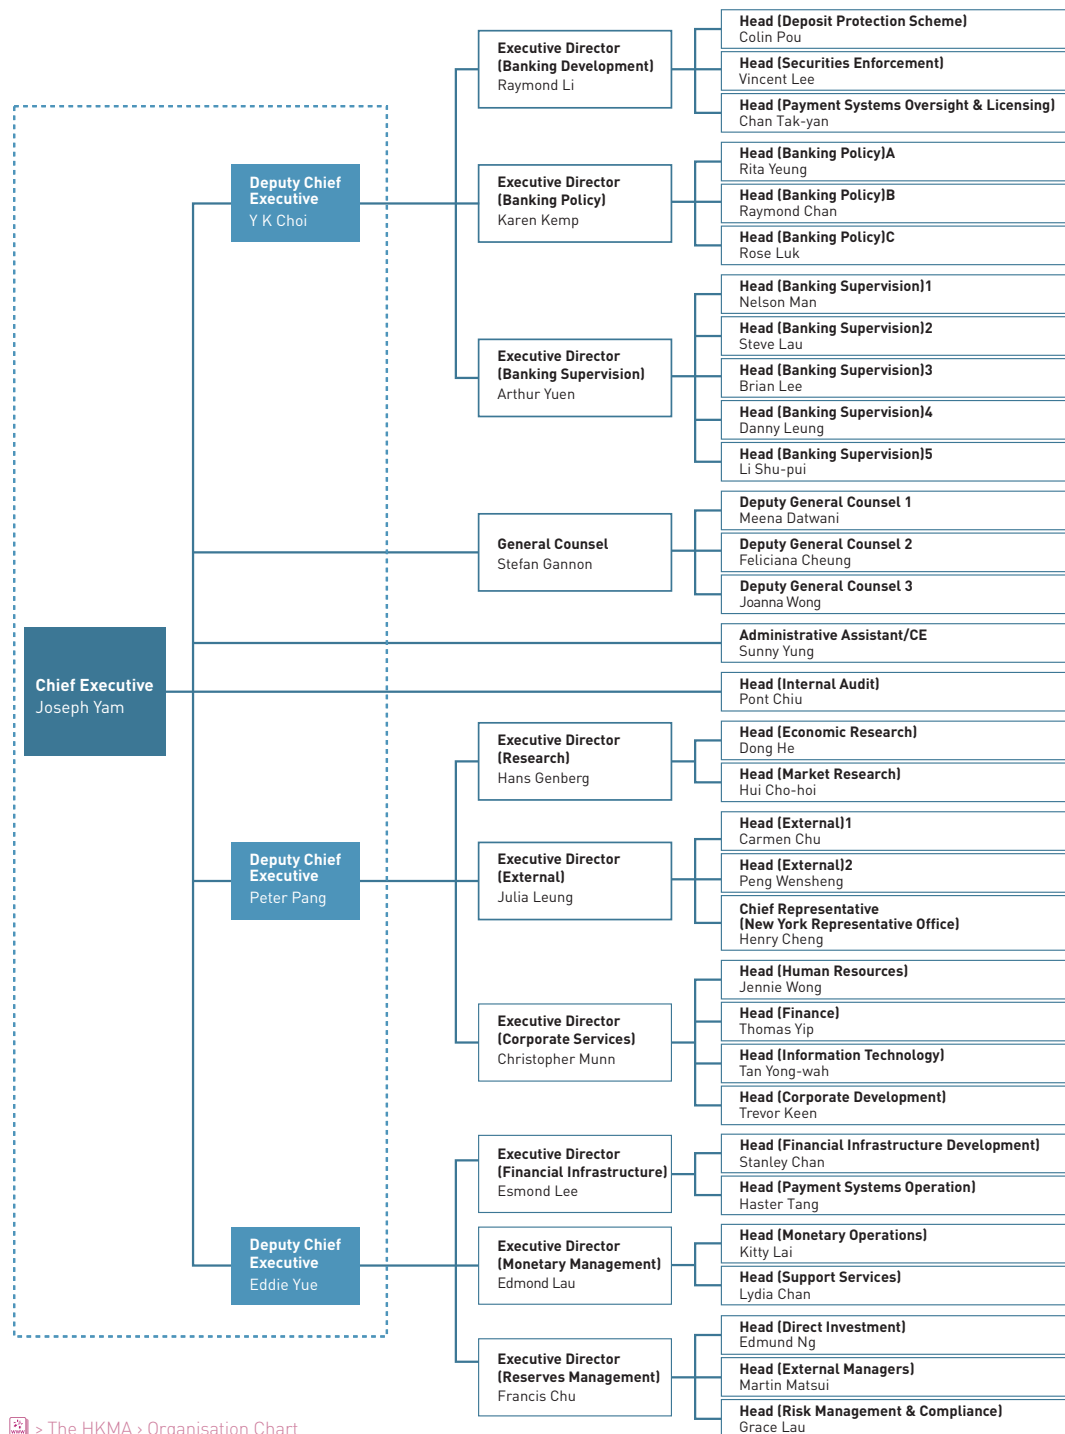 Chief Executive
Joseph Yam
Deputy Chief
Executive
Y K Choi
Executive Director
(Banking Development)
Raymond Li
Head (Deposit Protection Scheme)
Colin Pou
Head (Securities Enforcement)
Vincent Lee
Head (Payment Systems Oversight & Licensing)
Chan Tak-yan
Executive Director
(Banking Policy)
Karen Kemp
Head (Banking Policy)A
Rita Yeung
Head (Banking Policy)B
Raymond Chan
Head (Banking Policy)C
Rose Luk
Executive Director
(Banking Supervision)
Arthur Yuen
Head (Banking Supervision)1
Nelson Man
Head (Banking Supervision)2
Steve Lau
Head (Banking Supervision)3
Brian Lee
Head (Banking Supervision)4
Danny Leung
Head (Banking Supervision)5
Li Shu-pui
General Counsel
Stefan Gannon
Deputy General Counsel 1
Meena Datwani
Deputy General Counsel 2
Feliciana Cheung
Deputy General Counsel 3
Joanna Wong
Administrative Assistant/CE
Sunny Yung
Head (Internal Audit)
Pont Chiu
Deputy Chief
Executive
Peter Pang
Executive Director
(Research)
Hans Genberg
Head (Economic Research)
Dong He
Head (Market Research)
Hui Cho-hoi
Executive Director
(External)
Julia Leung
Head (External)1
Carmen Chu
Head (External)2
Peng Wensheng
Chief Representative
(New York Representative Office)
Henry Cheng
Executive Director
(Corporate Services)
Christopher Munn
Head (Human Resources)
Jennie Wong
Head (Finance)
Thomas Yip
Head (Information Technology)
Tan Yong-wah
Head (Corporate Development)
Trevor Keen
Deputy Chief
Executive
Eddie Yue
Executive Director
(Financial Infrastructure)
Esmond Lee
Head (Financial Infrastructure Development)
Stanley Chan
Head (Payment Systems Operation)
Haster Tang
Executive Director
(Monetary Management)
Edmond Lau
Head (Monetary Operations)
Kitty Lai
Head (Support Services)
Lydia Chan
Executive Director
(Reserves Management)
Francis Chu
Head (Direct Investment)
Edmund Ng
Head (External Managers)
Martin Matsui
Head (Risk Management & Compliance)
Grace Lau
www > The HKMA > Organisation Chart